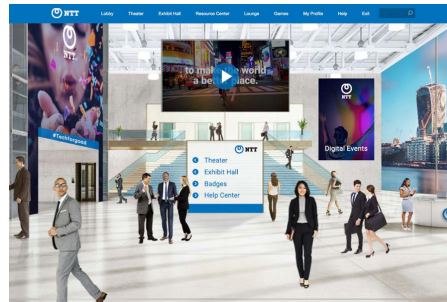 NTT
Lobby
Theater
Exhibit Hall
Resource Center
Lounge
Games
My Profile
Help
Exit
NTT
#Techforgood
to make the world
a better place.
NTT
Digital Events
NTT
Theater
Exhibit Hall
Badges
Help Center